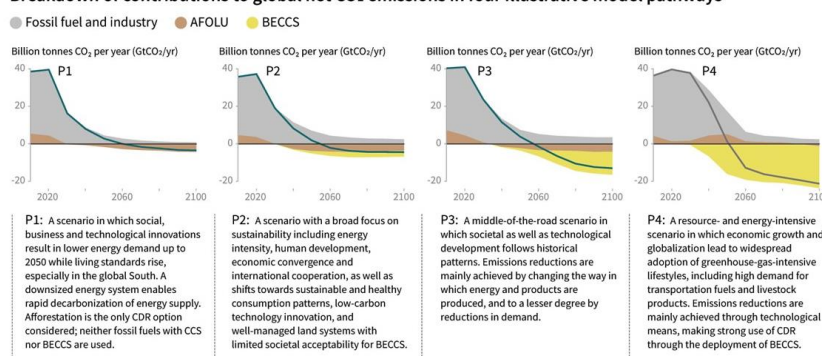 Breakdown of contributions to global net CO2 emissions in four illustrative model pathways
Fossil fuel and industry AFOLU BECCS
Billion tonnes CO₂ per year (GtCO₂/yr)
P1
40
20
0
-20
2020 2060 2100
Billion tonnes CO₂ per year (GtCO₂/yr)
P2
40
20
0
-20
2020 2060 2100
Billion tonnes CO₂ per year (GtCO₂/yr)
P3
40
20
0
-20
2020 2060 2100
Billion tonnes CO₂ per year (GtCO₂/yr)
P4
40
20
0
-20
2020 2060
P1: A scenario in which social,
business and technological innovations
result in lower energy demand up to
2050 while living standards rise,
especially in the global South. A
downsized energy system enables
rapid decarbonization of energy supply.
Afforestation is the only CDR option
considered; neither fossil fuels with CCS
nor BECCS are used.
P2: A scenario with a broad focus on
sustainability including energy
intensity, human development,
economic convergence and
international cooperation, as well as
shifts towards sustainable and healthy
consumption patterns, low-carbon
technology innovation, and
well-managed land systems with
limited societal acceptability for BECCS.
P3: A middle-of-the-road scenario in
which societal as well as technological
development follows historical
patterns. Emissions reductions are
mainly achieved by changing the way in
which energy and products are
produced, and to a lesser degree by
reductions in demand.
P4: A resource- and energy-intensive
scenario in which economic growth and
globalization lead to widespread
adoption of greenhouse-gas-intensive
lifestyles, including high demand for
transportation fuels and livestock
products. Emissions reductions are
mainly achieved through technological
means, making strong use of CDR
through the deployment of BECCS.